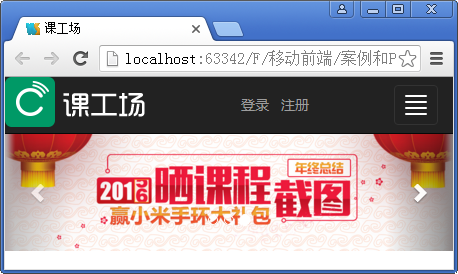 课工场
localhost:63342/F/移动前端/案例和P
课工场
登录 注册
年终总结
2016 晒课程截图
赢小米手环大礼包